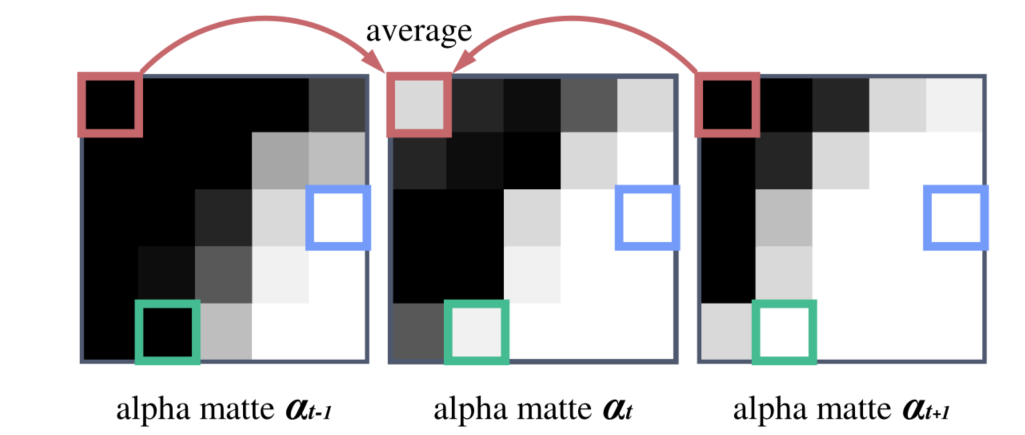 average
alpha matte αt-1
alpha matte αt
alpha matte αt+1